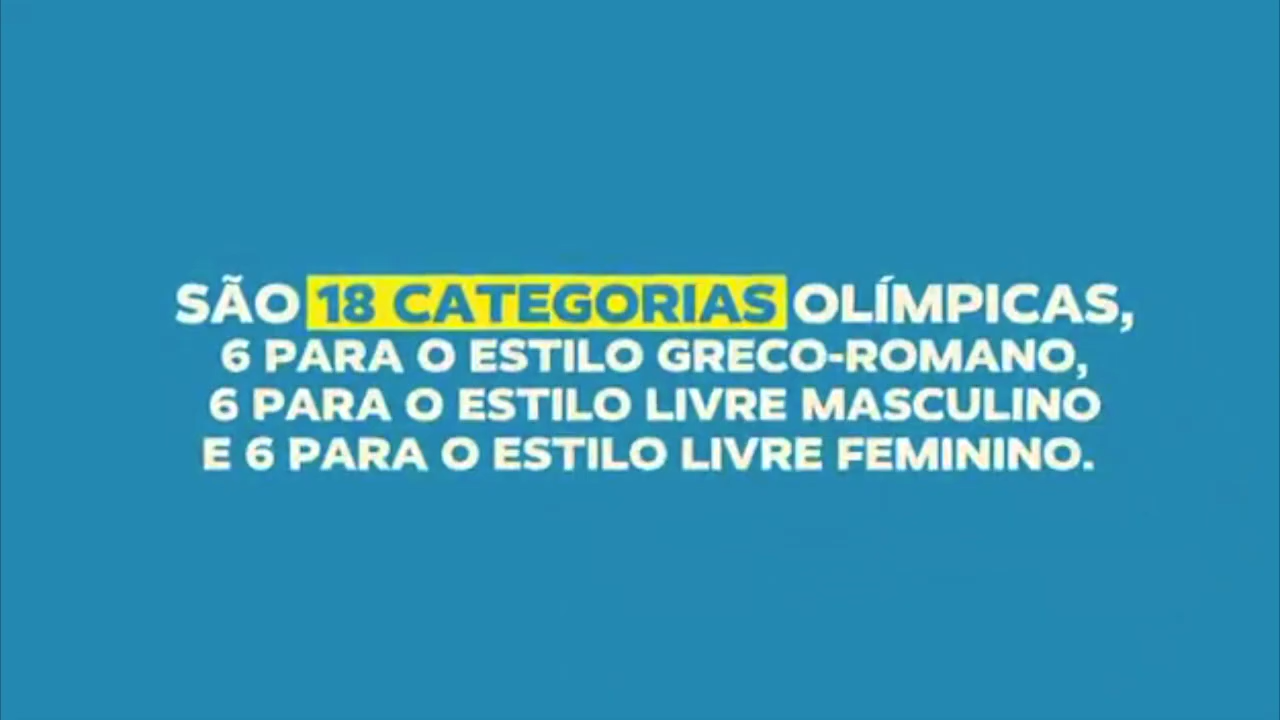 SÃO 18 CATEGORIAS OLÍMPICAS,
6 PARA O ESTILO GRECO-ROMANO,
6 PARA O ESTILO LIVRE MASCULINO
E 6 PARA O ESTILO LIVRE FEMININO.